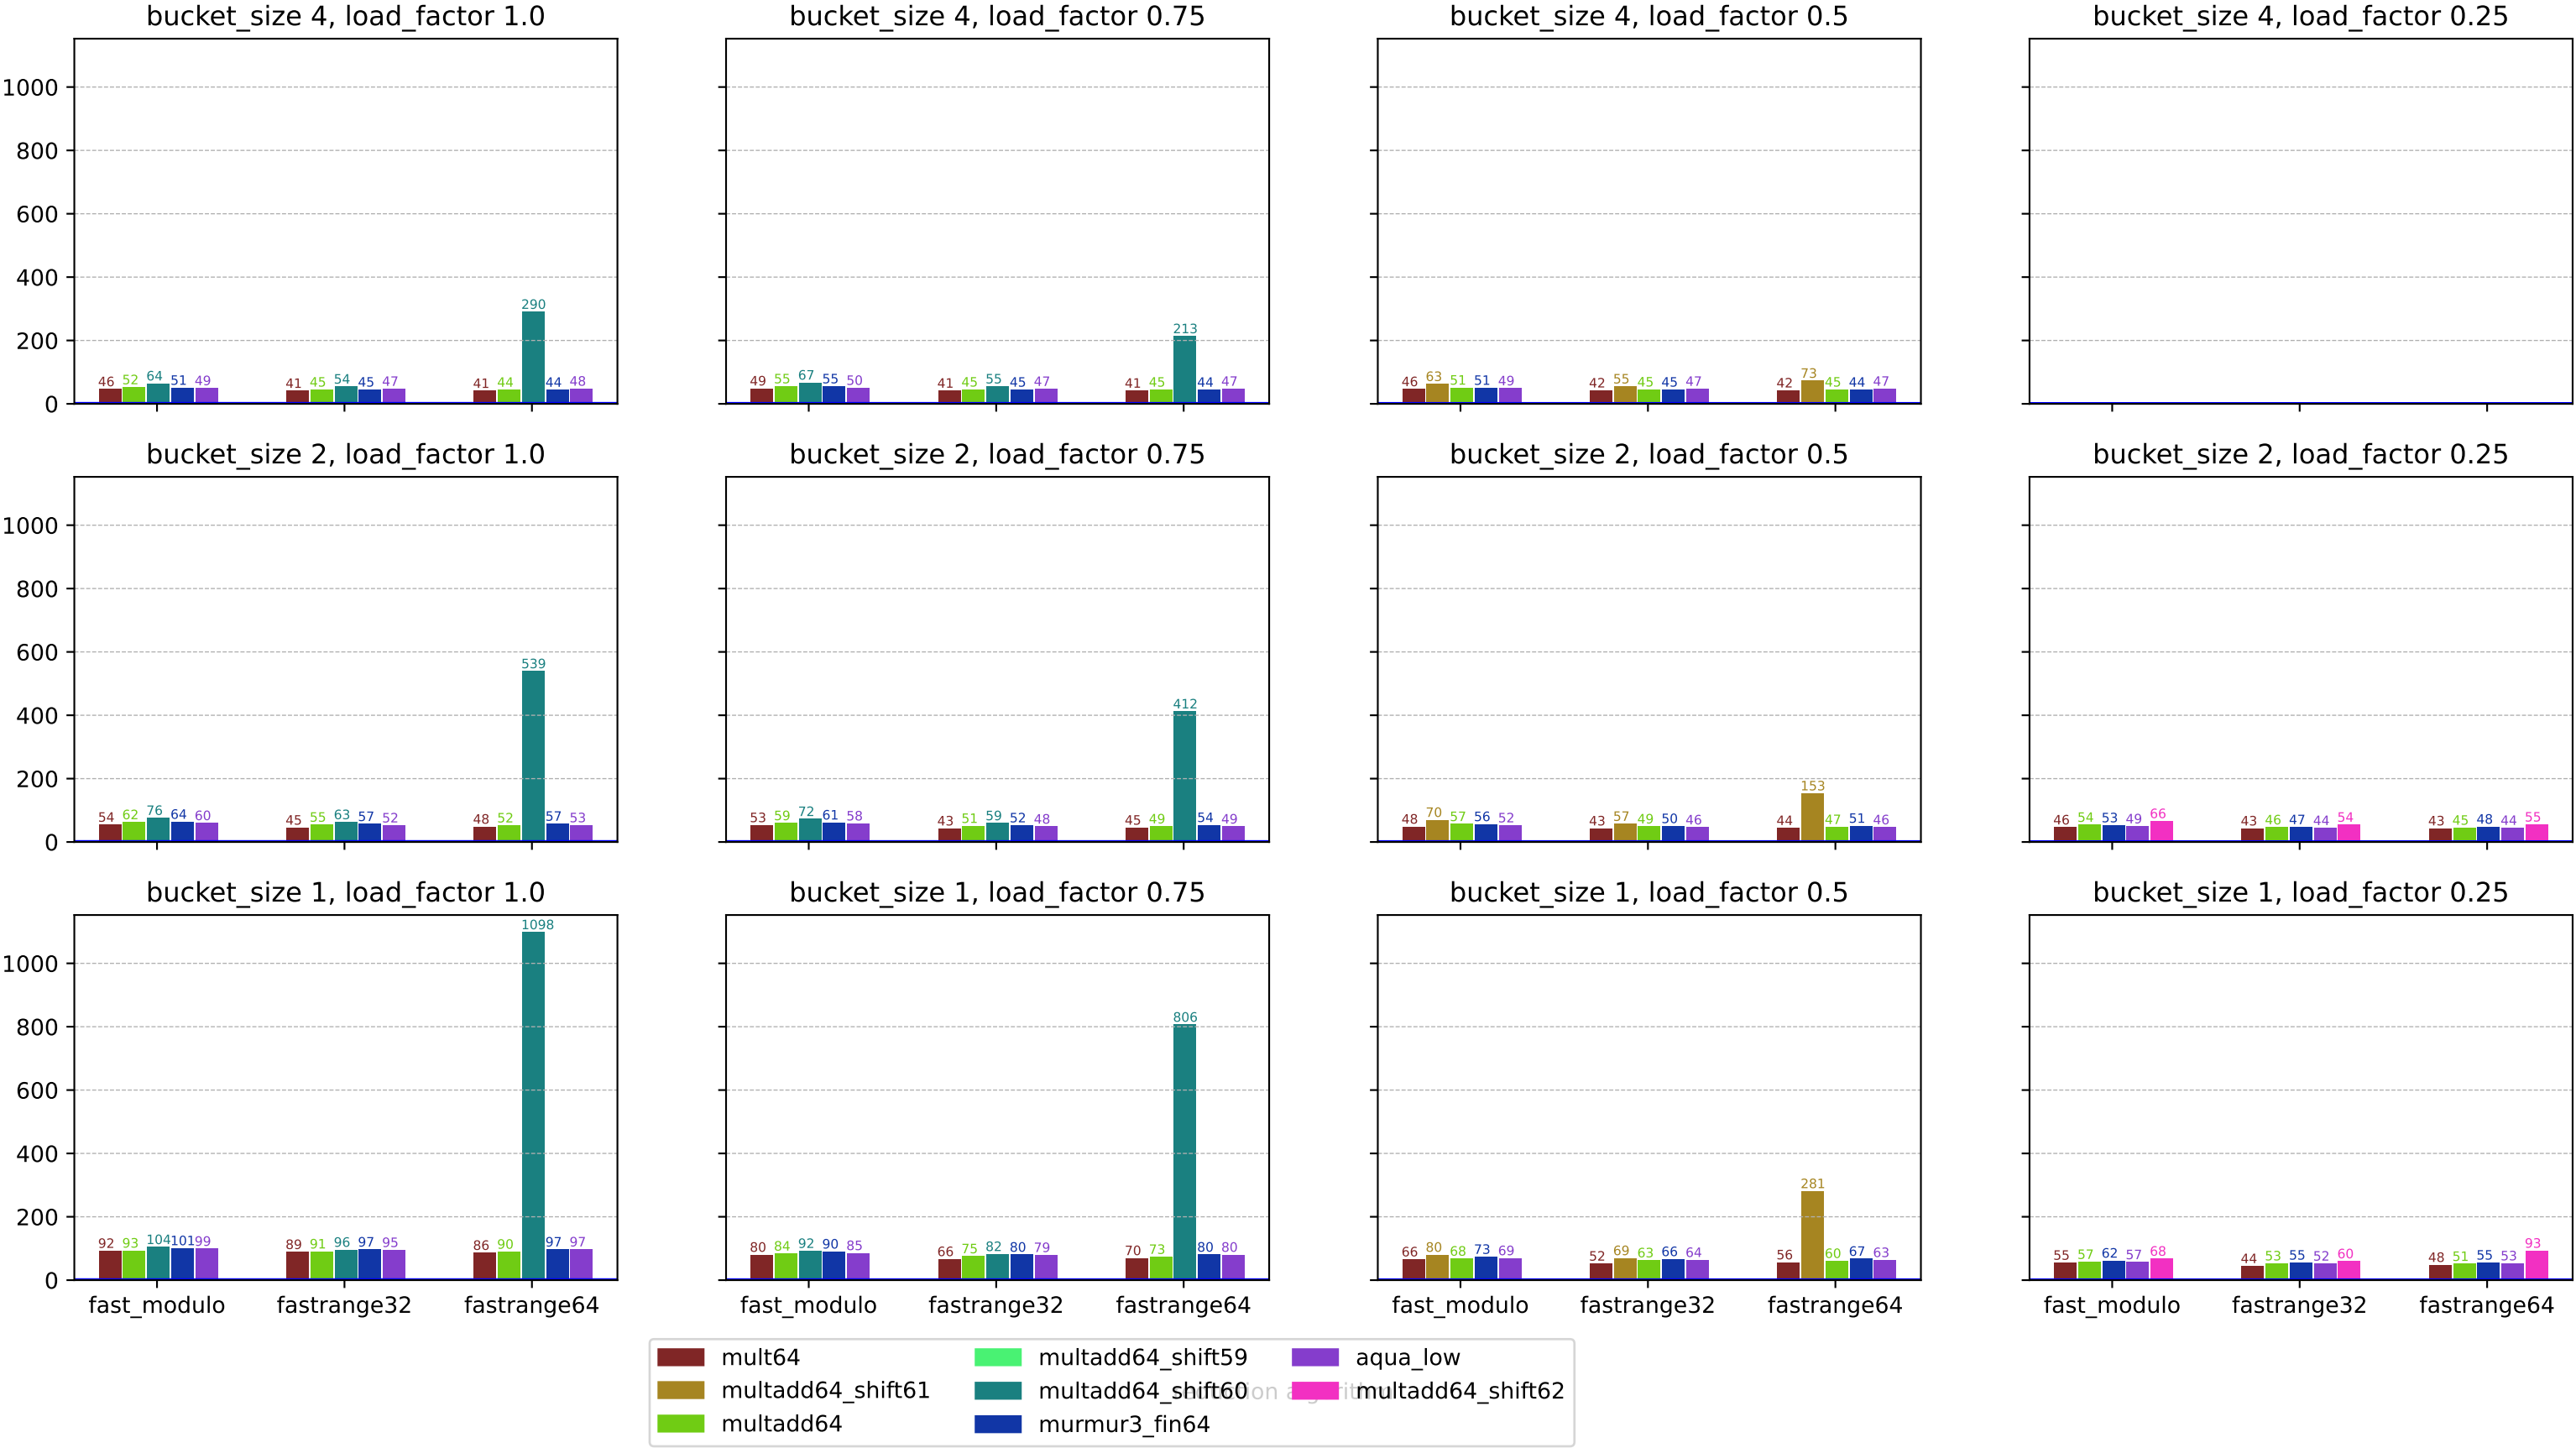 bucket_size 4, load_factor 1.0
bucket_size 4, load_factor 0.75
bucket_size 4, load_factor 0.5
bucket_size 4, load_factor 0.25
1000
800
600
400
200
0
46 52 64 51 49 41 45 54 45 47 41 44 290 44 48
49 55 67 55 50 41 45 55 45 47 41 45 213 44 47
46 63 51 51 49 42 55 45 45 47 42 73 45 44 47
bucket_size 2, load_factor 1.0
bucket_size 2, load_factor 0.75
bucket_size 2, load_factor 0.5
bucket_size 2, load_factor 0.25
1000
800
600
400
200
0
54 62 76 64 60 45 55 63 57 52 48 52 539 57 53
53 59 72 61 58 43 51 59 52 48 45 49 412 54 49
48 70 57 56 52 43 57 49 50 46 44 153 47 51 46
46 54 53 49 66 43 46 47 44 54 43 45 48 44 55
bucket_size 1, load_factor 1.0
bucket_size 1, load_factor 0.75
bucket_size 1, load_factor 0.5
bucket_size 1, load_factor 0.25
1000
800
600
400
200
0
92 93 104 101 99 89 91 96 97 95 86 90 1098 97 97
80 84 92 90 85 66 75 82 80 79 70 73 806 80 80
66 80 68 73 69 52 69 63 66 64 56 281 60 67 63
55 57 62 57 68 44 53 55 52 60 48 51 55 53 93
fast_modulo fastrange32 fastrange64
fast_modulo fastrange32 fastrange64
fast_modulo fastrange32 fastrange64
fast_modulo fastrange32 fastrange64
mult64
multadd64_shift61
multadd64
multadd64_shift59
multadd64_shift60
murmur3_fin64
aqua_low
multadd64_shift62